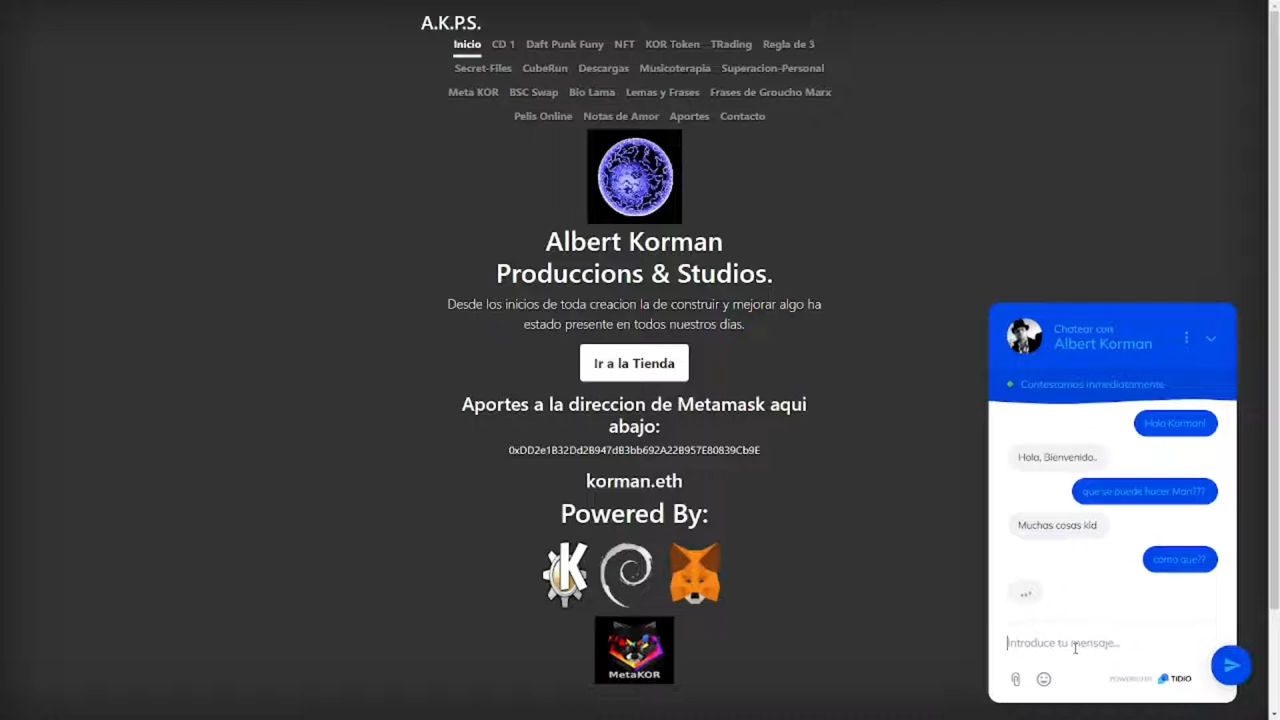 A.K.P.S.
Inicio CD 1 Daft Punk Funy NFT KOR Token TRading Regla de 3
Secret-Files CubeRun Descargas Musicoterapia Superacion-Personal
Meta KOR BSC Swap Bio Lama Lemas y Frases Frases de Groucho Marx
Pelis Online Notas de Amor Aportes Contacto
Albert Korman
Produccions & Studios.
Desde los inicios de toda creacion la de construir y mejorar algo ha
estado presente en todos nuestros dias.
Ir a la Tienda
Aportes a la direccion de Metamask aqui
abajo:
0xDD2e1B32Dd2B947dB3bb692A22B957E80839Cb9E
korman.eth
Powered By:
MetaKOR
Chatear con
Albert Korman
Contestamos inmediatamente
Hola Korman!
Hola, Bienvenido..
que se puede hacer Man???
Muchas cosas kid
como que??
...
Introduce tu mensaje...
POWERED BY TIDIO